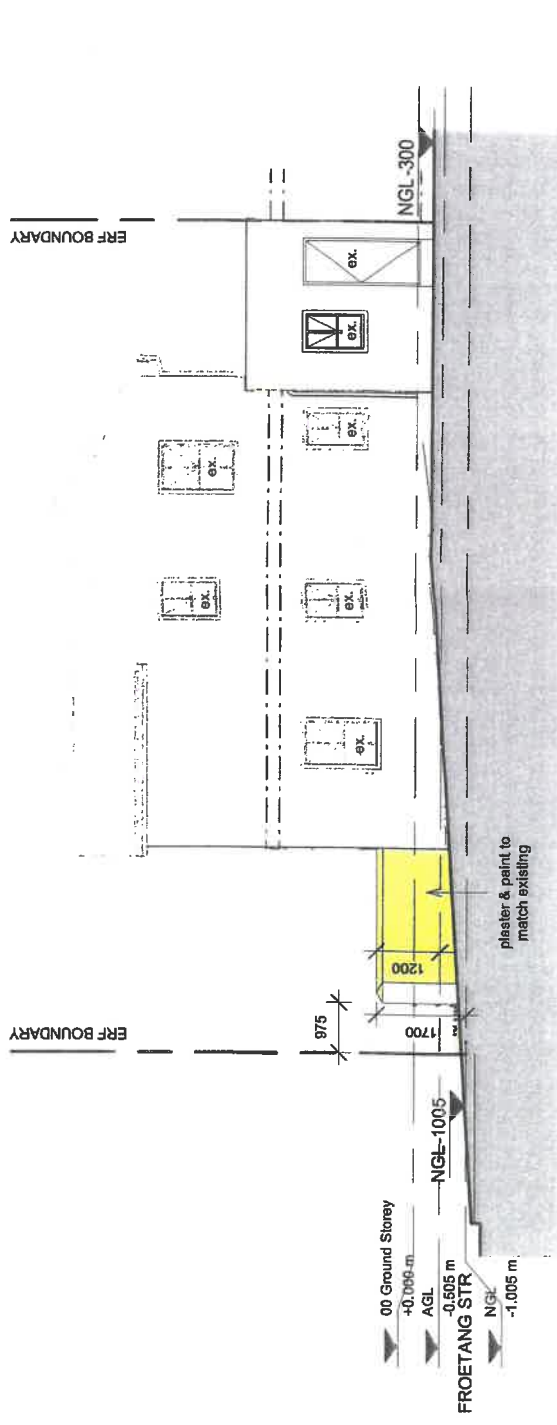 ERF BOUNDARY
ERF BOUNDARY
NGL-300
ex.
ex.
ex.
ex.
ex.
ex.
ex.
975
1200
1700
plaster & paint to
match existing
NGL-1005
00 Ground Storey
+0.000 m
AGL
-0.505 m
FROETANG STR
NGL
-1.005 m